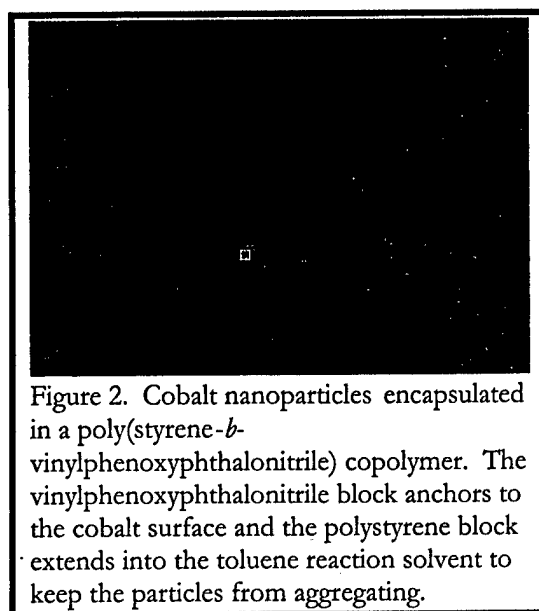 Figure 2. Cobalt nanoparticles encapsulated
in a poly(styrene-b-
vinylphenoxyphthalonitrile) copolymer. The
vinylphenoxyphthalonitrile block anchors to
the cobalt surface and the polystyrene block
extends into the toluene reaction solvent to
keep the particles from aggregating.